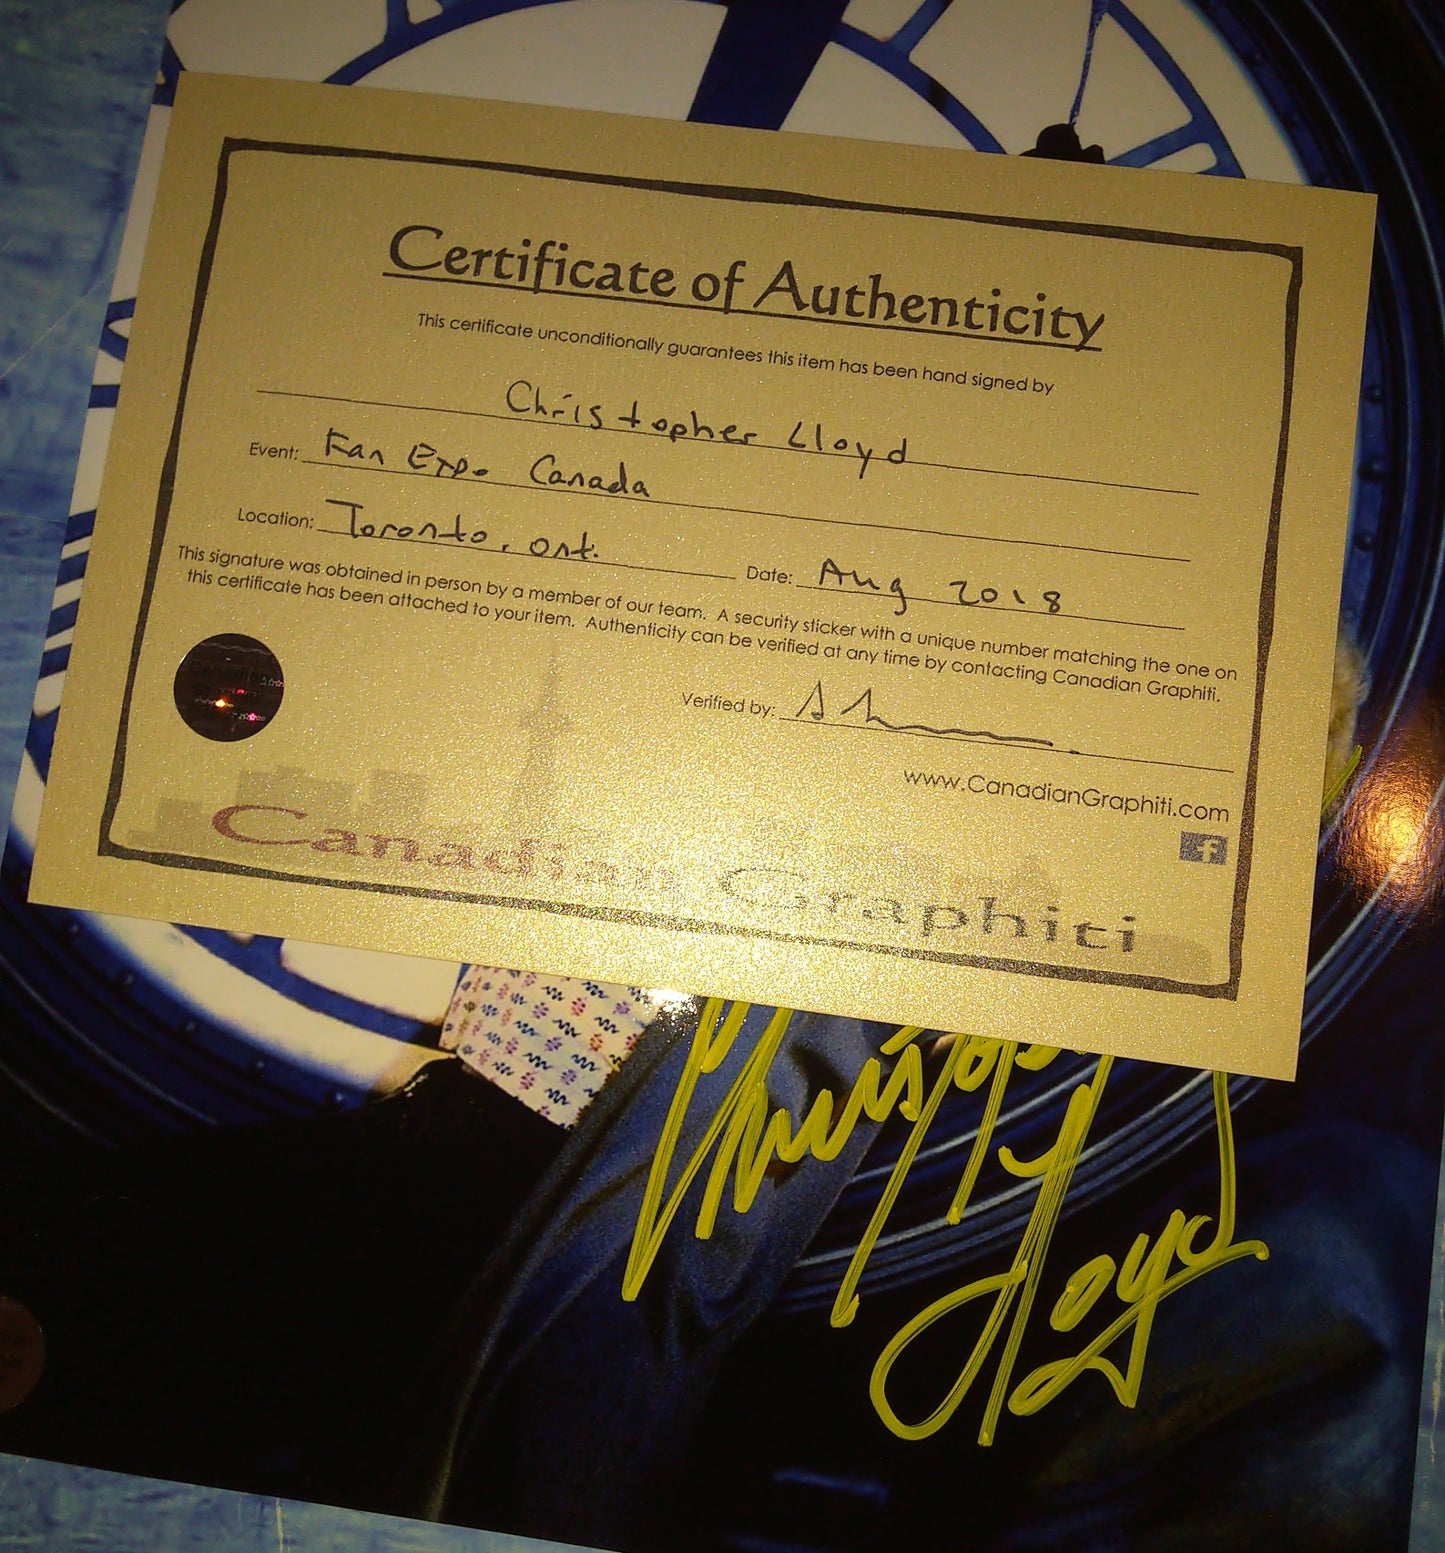 Certificate of Authenticity
This certificate unconditionally guarantees this item has been hand signed by
Christopher Lloyd
Event: Fan Expo Canada
Location: Toronto, ont. Date: Aug 2018
This signature was obtained in person by a member of our team. A security sticker with a unique number matching the one on
this certificate has been attached to your item. Authenticity can be verified at any time by contacting Canadian Graphiti.
Verified by:
www.CanadianGraphiti.com
f
Canadian Graphiti
Christopher
Lloyd